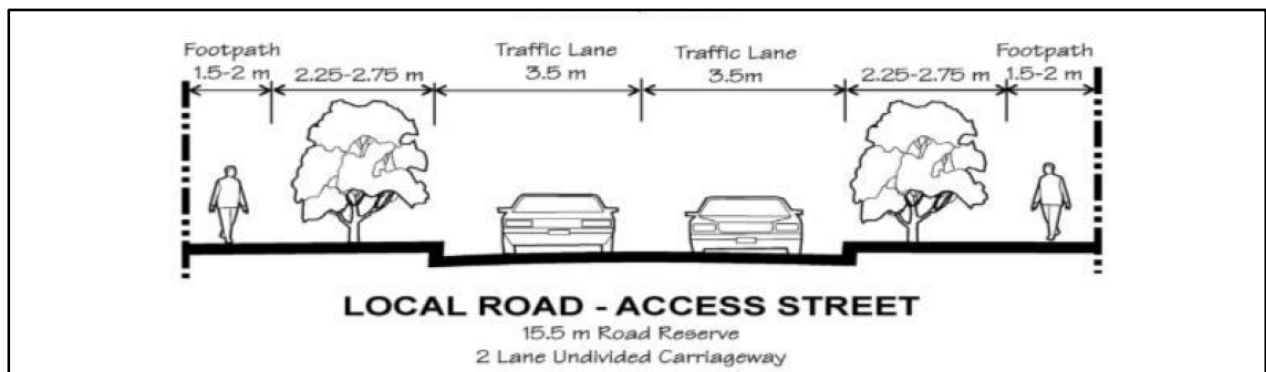 Footpath
1.5-2 m
2.25-2.75 m
Traffic Lane
3.5 m
Traffic Lane
3.5m
2.25-2.75 m
Footpath
1.5-2 m
LOCAL ROAD - ACCESS STREET
15.5 m Road Reserve
2 Lane Undivided Carriageway